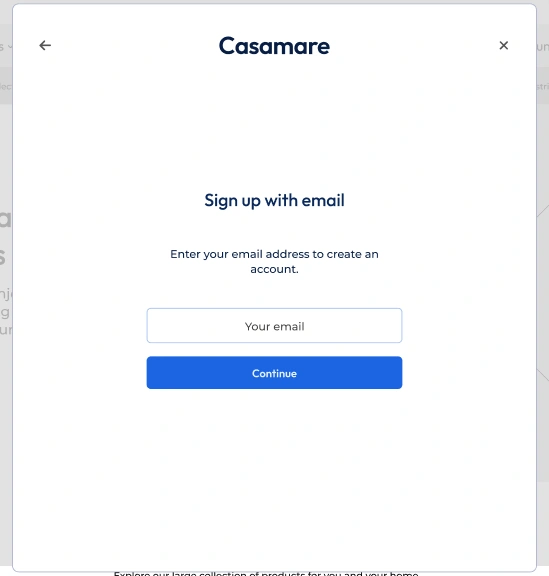 Casamare
Sign up with email
Enter your email address to create an
account.
Your email
Continue
Explore our large collection of products for you and your home